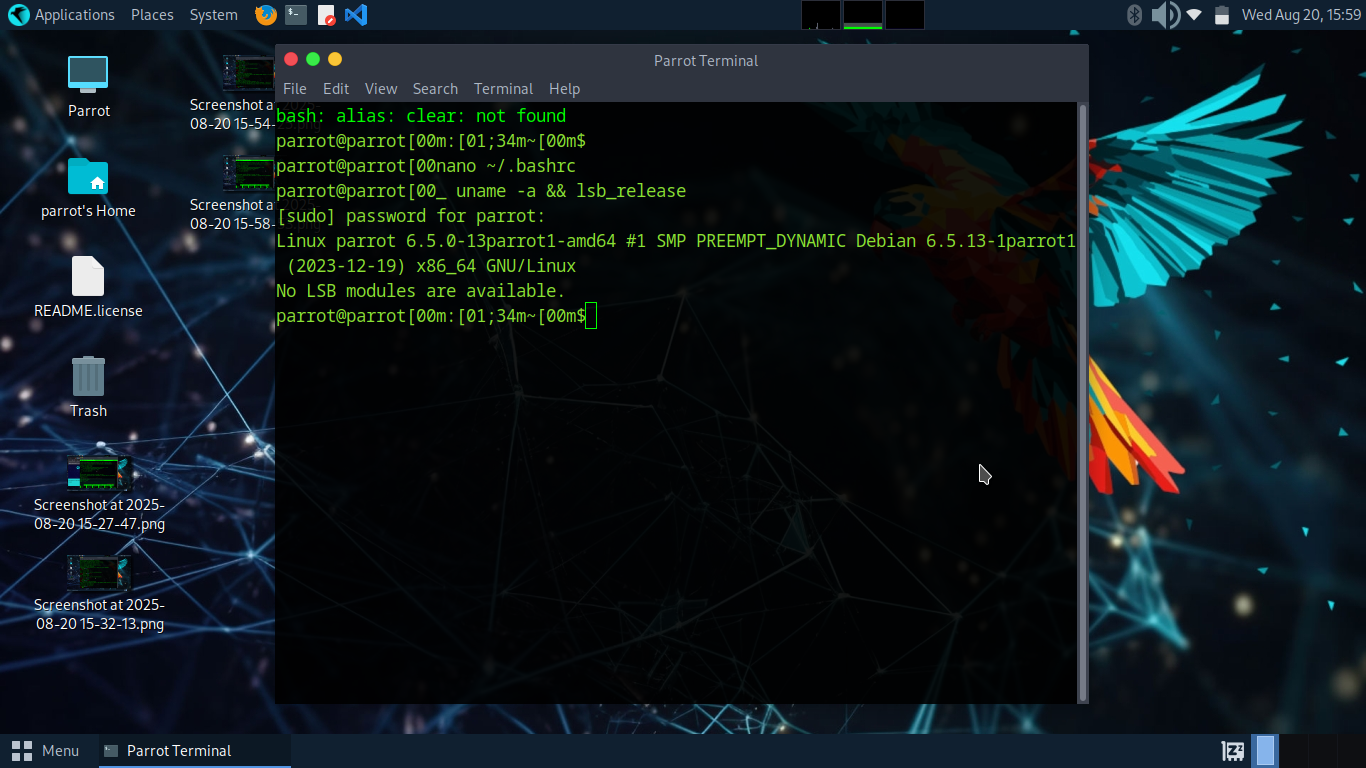 Applications Places System
Wed Aug 20, 15:59
Parrot Terminal
File Edit View Search Terminal Help
bash: alias: clear: not found
parrot@parrot[00m:[01;34m~[00m$
parrot@parrot[00nano ~/.bashrc
parrot@parrot[00_ uname -a && lsb_release
[sudo] password for parrot:
Linux parrot 6.5.0-13parrot1-amd64 #1 SMP PREEMPT_DYNAMIC Debian 6.5.13-1parrot1
(2023-12-19) x86_64 GNU/Linux
No LSB modules are available.
parrot@parrot[00m:[01;34m~[00m$
Parrot
parrot's Home
README.license
Trash
Screenshot at 2025-
08-20 15-27-47.png
Screenshot at 2025-
08-20 15-32-13.png
Screenshot at 2025-
08-20 15-54-
Screenshot at 2025-
08-20 15-58-
Menu
Parrot Terminal